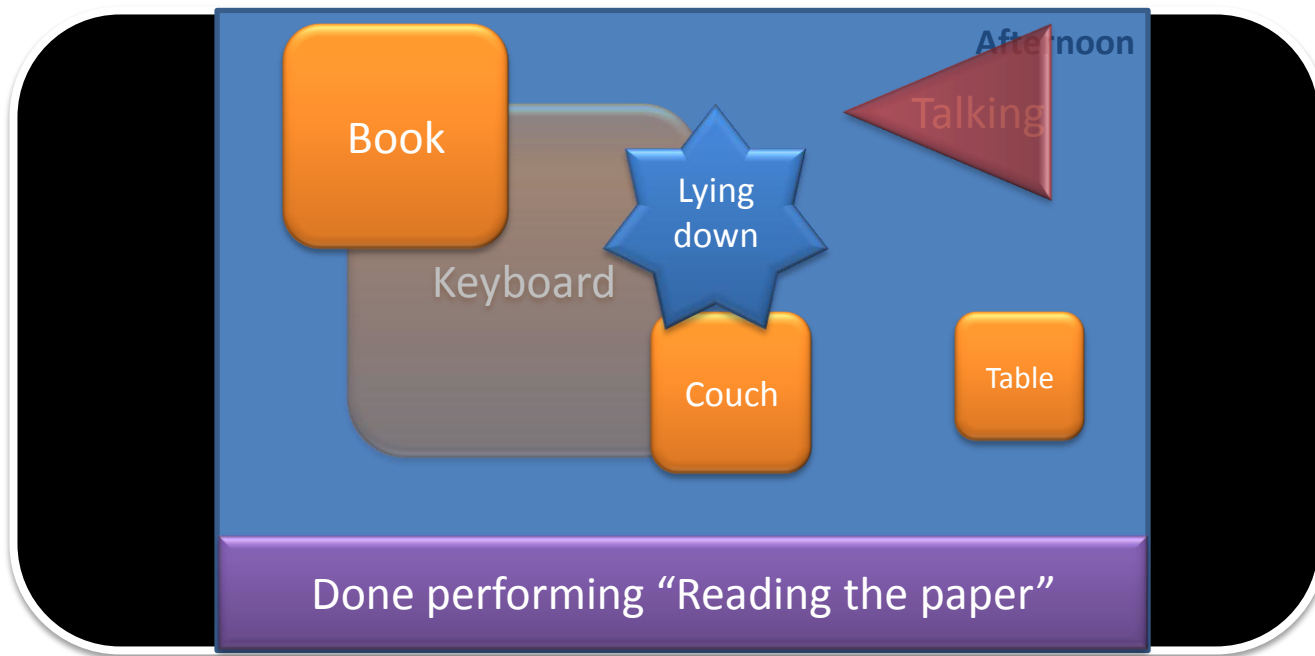 Afternoon
Talking
Book
Lying
down
Keyboard
Couch
Table
Done performing “Reading the paper”